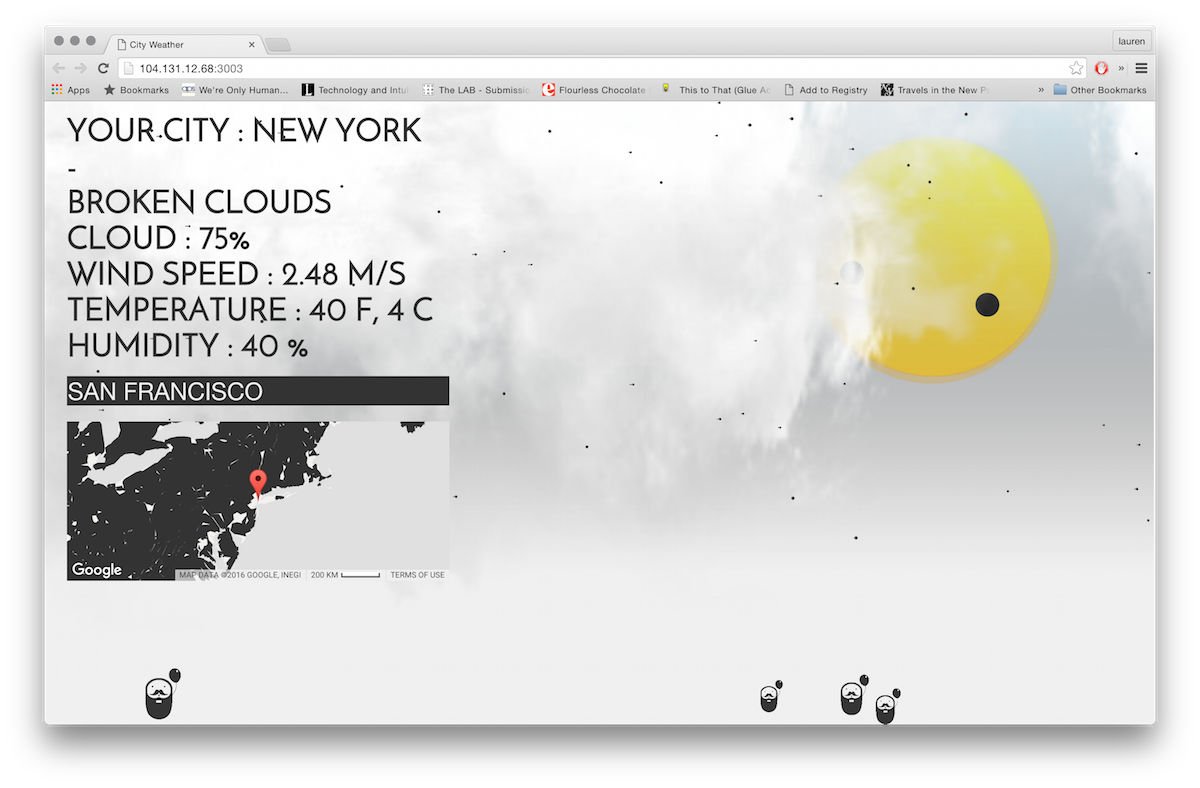 City Weather
lauren
104.131.12.68:3003
Apps Bookmarks We're Only Human... Technology and Intui The LAB - Submissio Flourless Chocolate This to That (Glue Ad Add to Registry Travels in the New Ps » Other Bookmarks
YOUR CITY : NEW YORK
-
BROKEN CLOUDS
CLOUD : 75%
WIND SPEED : 2.48 M/S
TEMPERATURE : 40 F, 4 C
HUMIDITY : 40 %
SAN FRANCISCO
Google MAP DATA ©2016 GOOGLE, INEGI 200 KM TERMS OF USE